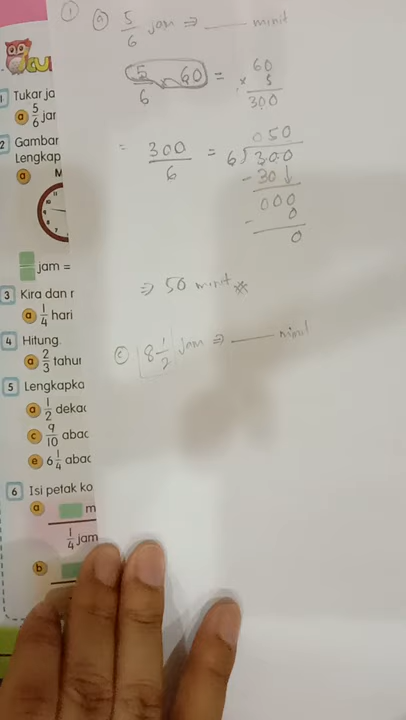 1 a 5/6 jam ⇒ ____ minit
5/6 × 60 = 60
× 5
300
= 300/6 = 050
6)300
- 30↓
000
- 0
0
⇒ 50 minit
c 8 1/2 jam ⇒ ____ minit
1 Tukar ja
a 5/6 jar
2 Gambar
Lengkap
a M
jam =
3 Kira dan r
a 1/4 hari
4 Hitung.
a 2/3 tahur
5 Lengkapka
a 1/2 dekad
c 9/10 abac
e 6 1/4 abac
6 Isi petak ko
a m
1/4 jam
b